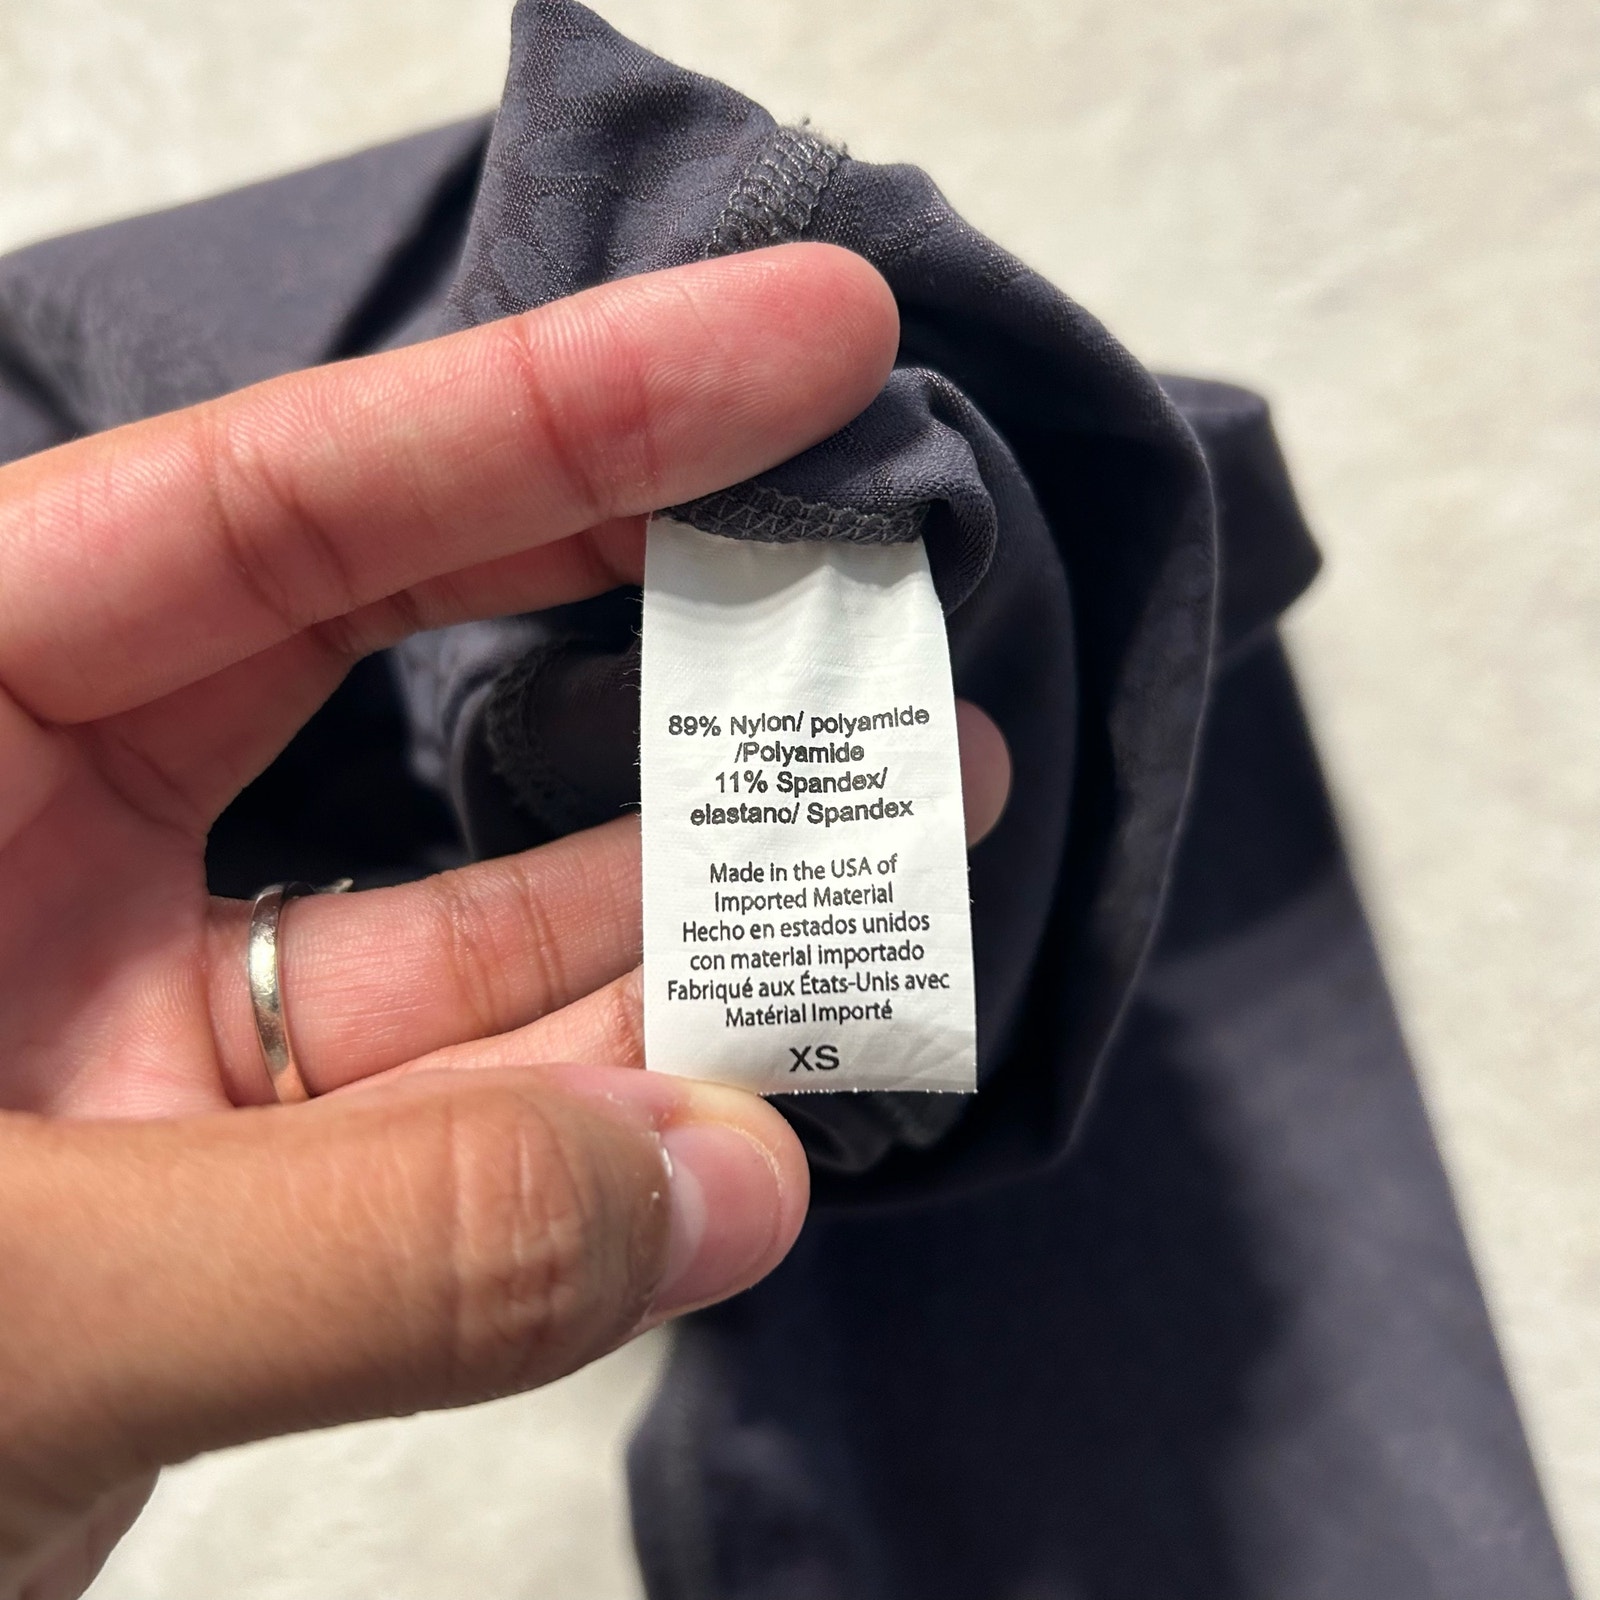 89% Nylon/ polyamide
/Polyamide
11% Spandex/
elastano/ Spandex
Made in the USA of
Imported Material
Hecho en estados unidos
con material importado
Fabriqué aux États-Unis avec
Matérial Importé
XS